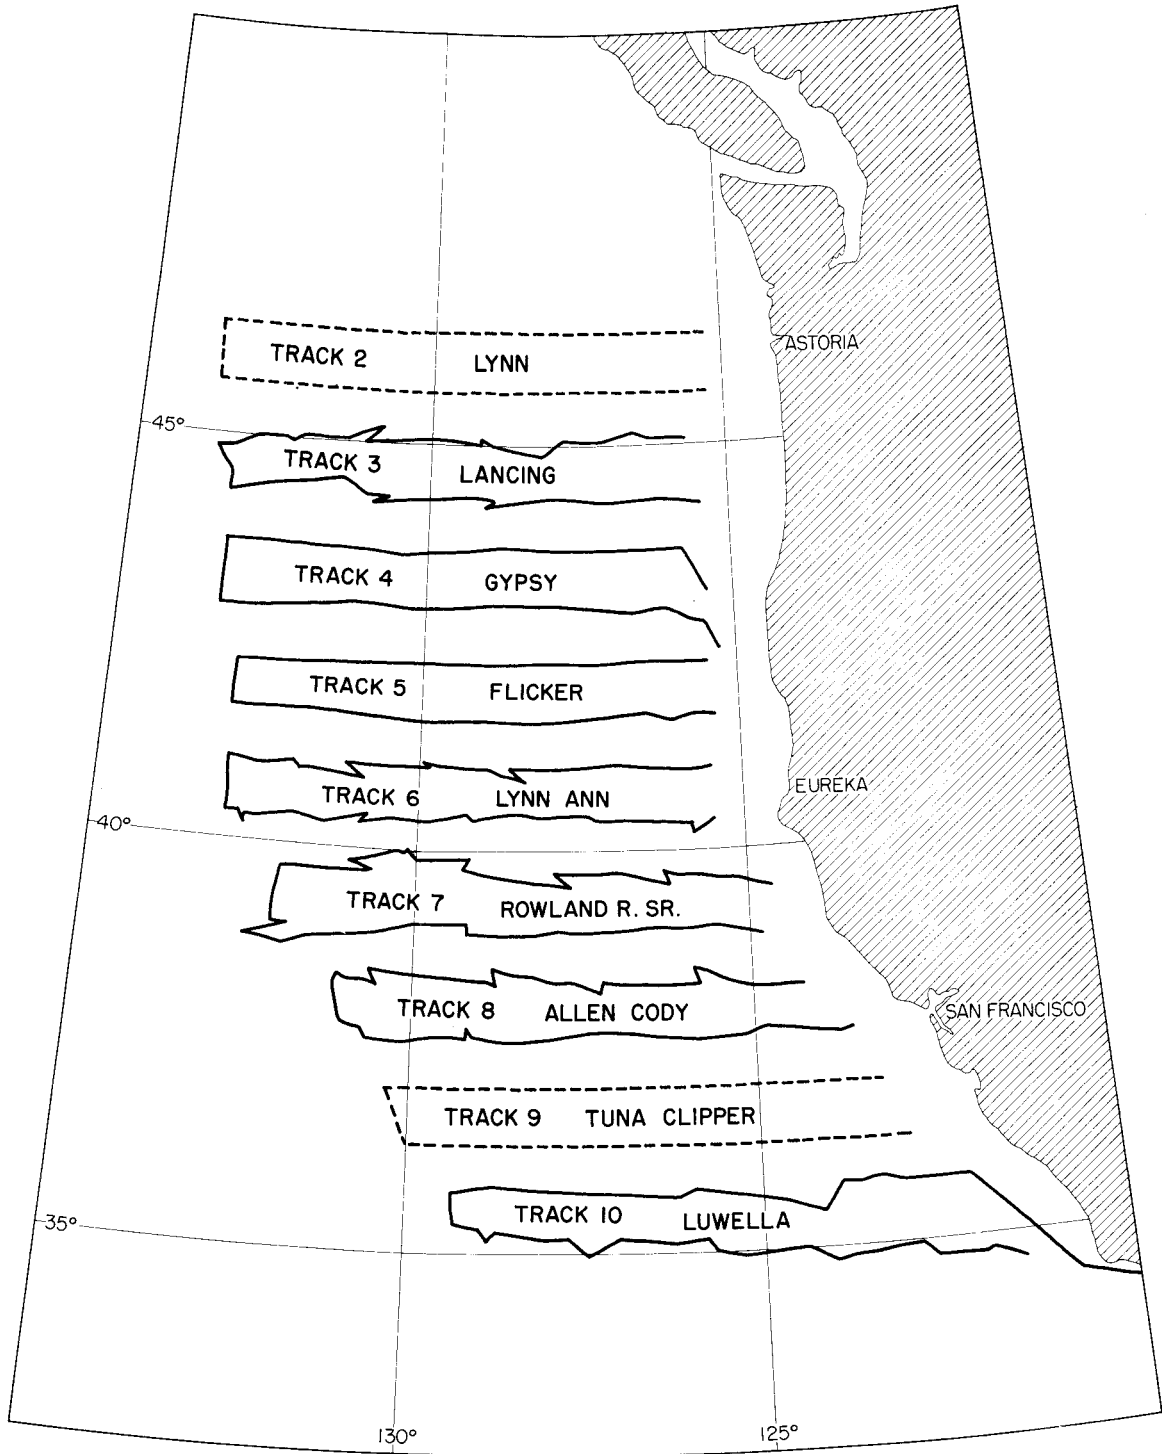 ASTORIA
TRACK 2 LYNN
45°
TRACK 3 LANCING
TRACK 4 GYPSY
TRACK 5 FLICKER
EUREKA
TRACK 6 LYNN ANN
40°
TRACK 7 ROWLAND R. SR.
TRACK 8 ALLEN CODY
SAN FRANCISCO
TRACK 9 TUNA CLIPPER
TRACK 10 LUWELLA
35°
130° 125°